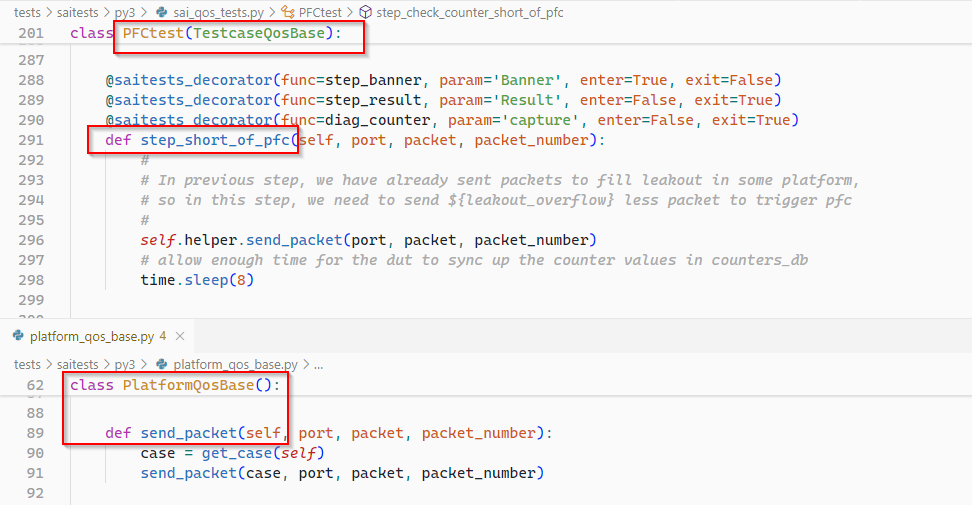 tests > saitests > py3 > sai_qos_tests.py > PFCtest > step_check_counter_short_of_pfc
201 class PFCtest(TestcaseQosBase):
287
288 @saitests_decorator(func=step_banner, param='Banner', enter=True, exit=False)
289 @saitests_decorator(func=step_result, param='Result', enter=False, exit=True)
290 @saitests_decorator(func=diag_counter, param='capture', enter=False, exit=True)
291 def step_short_of_pfc(self, port, packet, packet_number):
292 #
293 # In previous step, we have already sent packets to fill leakout in some platform,
294 # so in this step, we need to send ${leakout_overflow} less packet to trigger pfc
295 #
296 self.helper.send_packet(port, packet, packet_number)
297 # allow enough time for the dut to sync up the counter values in counters_db
298 time.sleep(8)
299
platform_qos_base.py 4 ×
tests > saitests > py3 > platform_qos_base.py > ...
62 class PlatformQosBase():
88
89 def send_packet(self, port, packet, packet_number):
90 case = get_case(self)
91 send_packet(case, port, packet, packet_number)
92